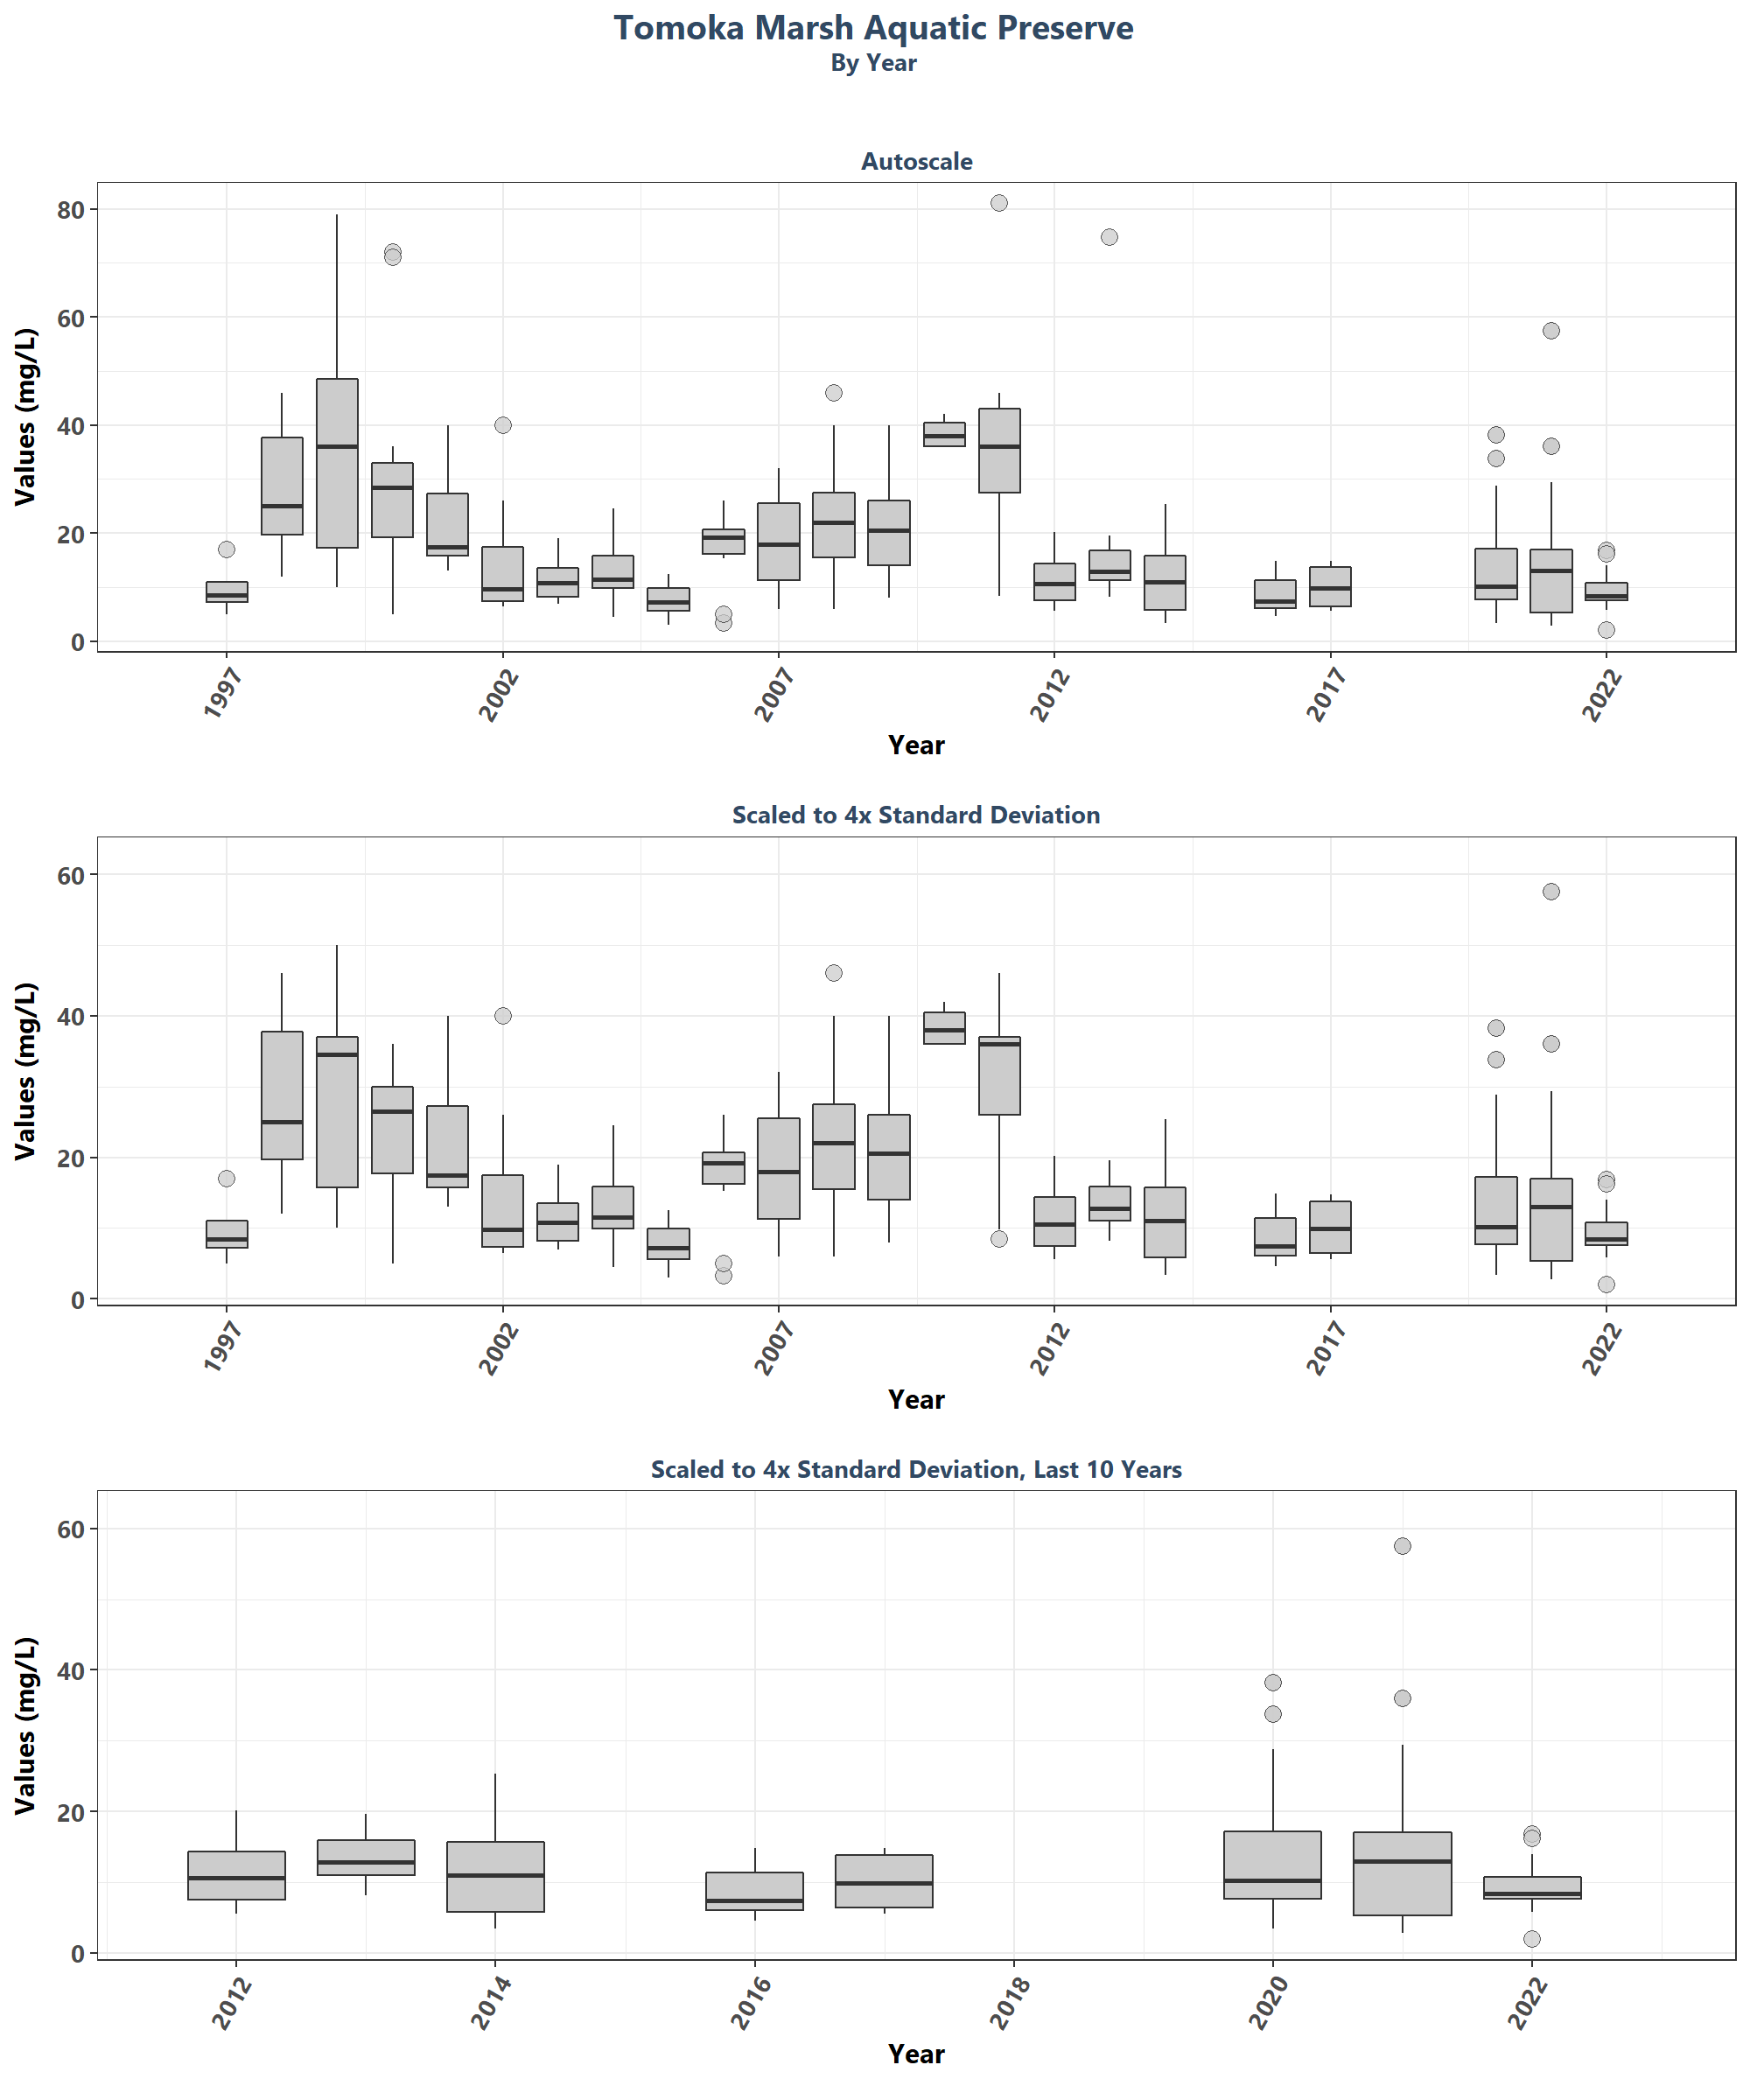 Tomoka Marsh Aquatic Preserve
By Year
Autoscale
Values (mg/L)
80
60
40
20
0
1997
2002
2007
2012
2017
2022
Year
Scaled to 4x Standard Deviation
Values (mg/L)
60
40
20
0
1997
2002
2007
2012
2017
2022
Year
Scaled to 4x Standard Deviation, Last 10 Years
Values (mg/L)
60
40
20
0
2012
2014
2016
2018
2020
2022
Year